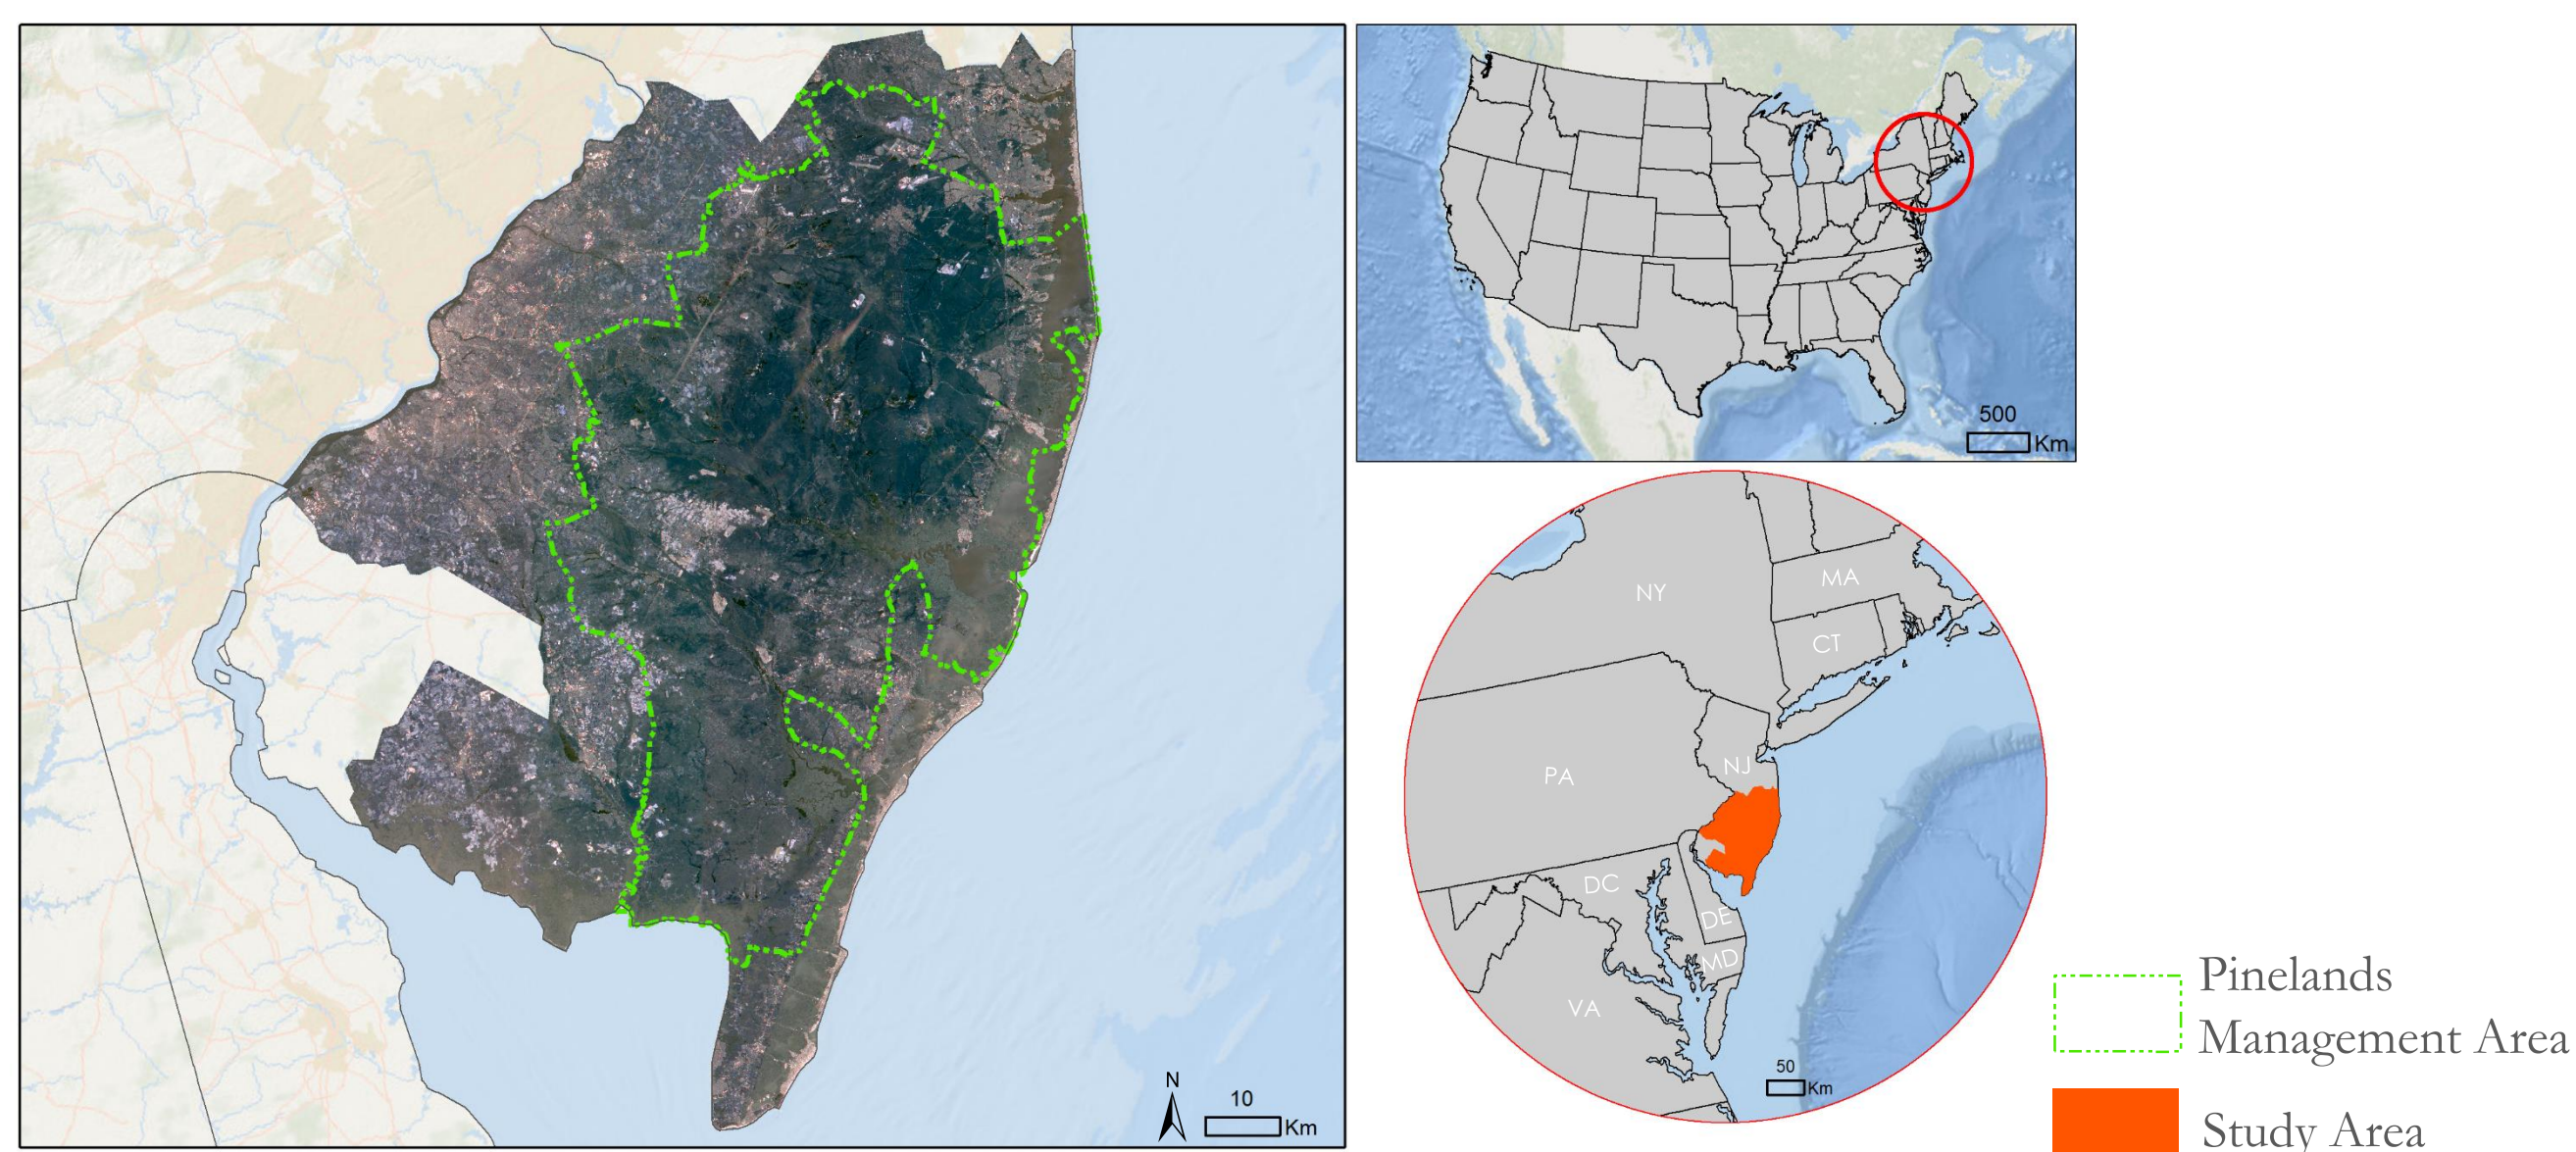 N
10
Km
500
Km
NY
MA
CT
PA
NJ
DC
DE
MD
VA
50
Km
Pinelands
Management Area
Study Area